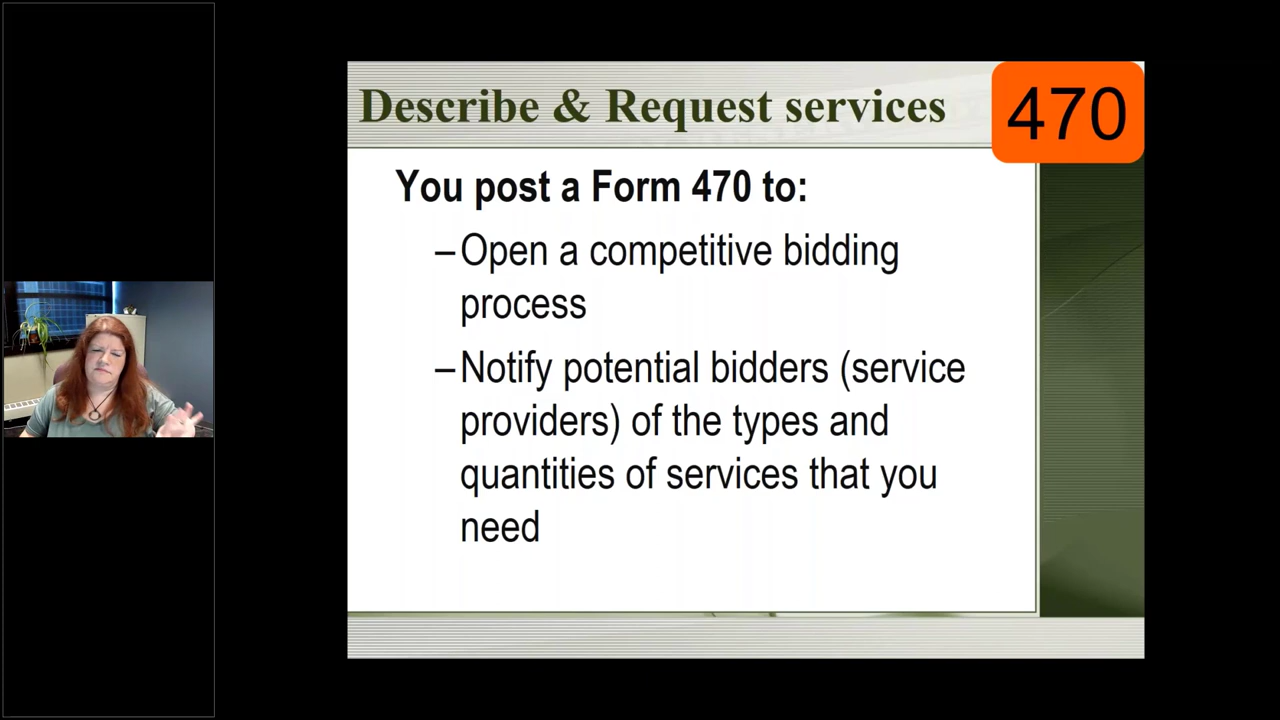 Describe & Request services
470
You post a Form 470 to:
–Open a competitive bidding
process
–Notify potential bidders (service
providers) of the types and
quantities of services that you
need